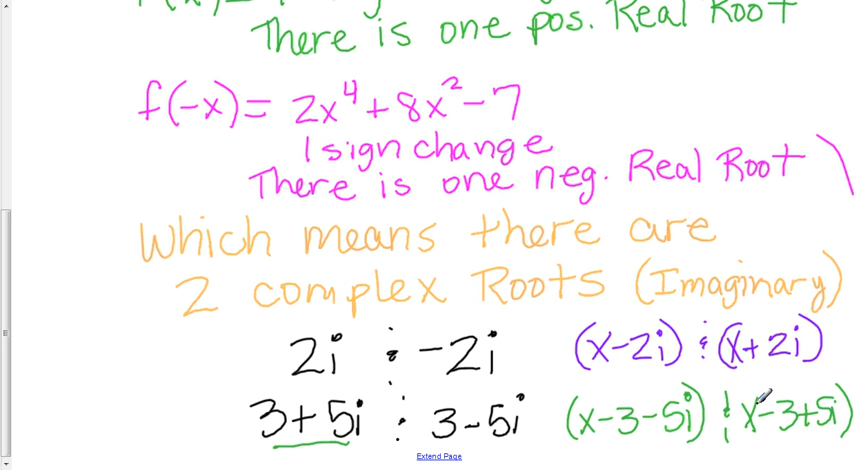 There is one pos. Real Root
f(-x) = 2x⁴ + 8x² - 7
1 sign change
There is one neg. Real Root
Which means there are
2 complex Roots (Imaginary)
2i & -2i (x-2i) & (x+2i)
3+5i & 3-5i (x-3-5i) & x-3+5i)
Extend Page